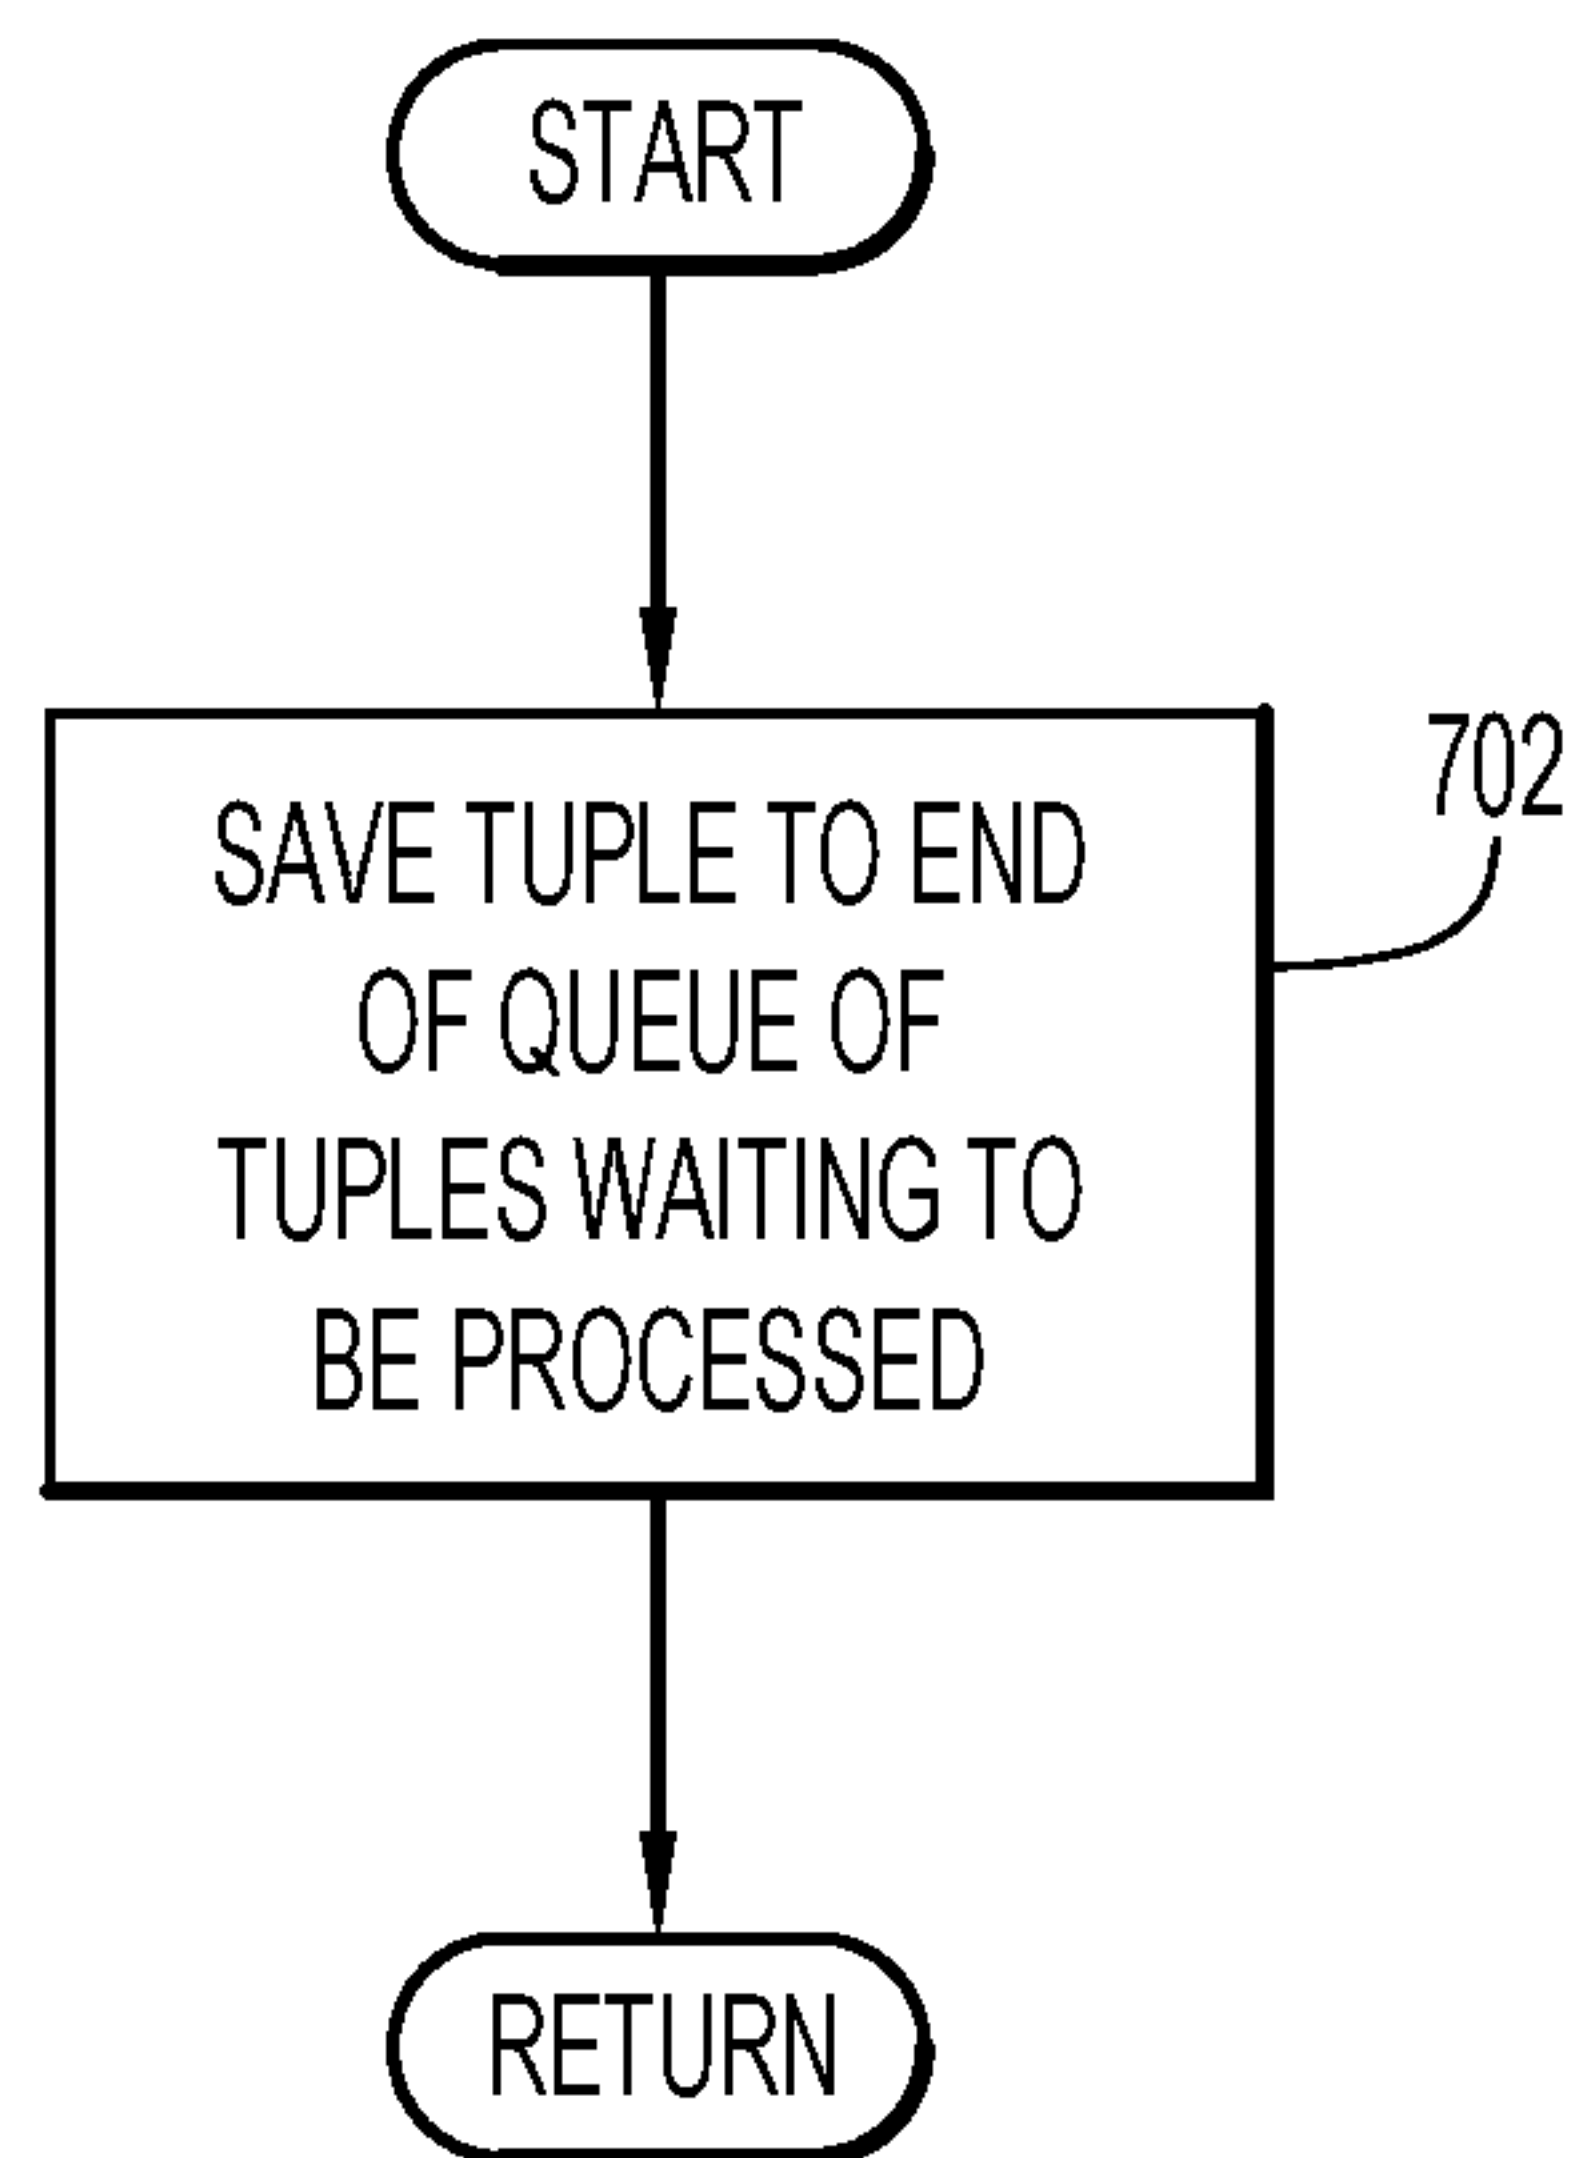 START
702
SAVE TUPLE TO END
OF QUEUE OF
TUPLES WAITING TO
BE PROCESSED
RETURN